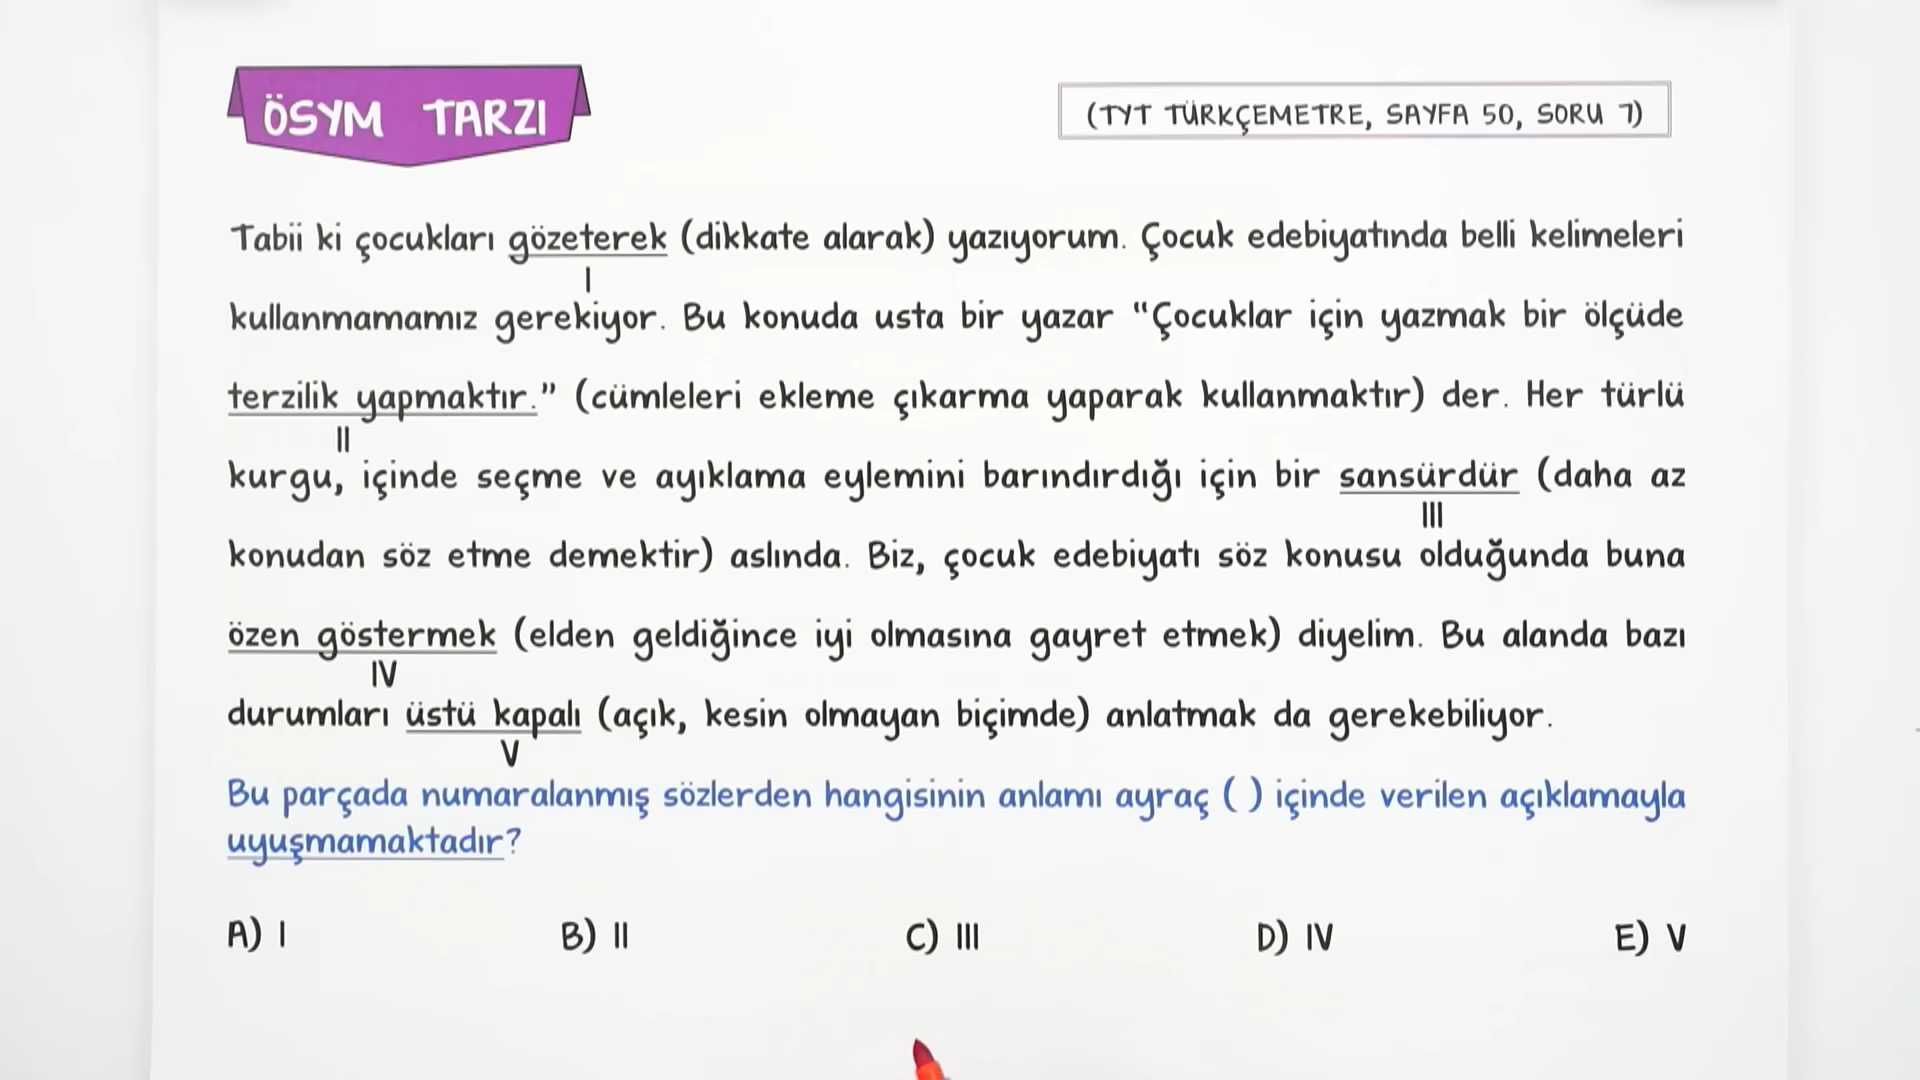 ÖSYM TARZI
(TYT TÜRKÇEMETRE, SAYFA 50, SORU 7)
Tabii ki çocukları gözeterek (dikkate alarak) yazıyorum. Çocuk edebiyatında belli kelimeleri
I
kullanmamamız gerekiyor. Bu konuda usta bir yazar “Çocuklar için yazmak bir ölçüde
terzilik yapmaktır.” (cümleleri ekleme çıkarma yaparak kullanmaktır) der. Her türlü
II
kurgu, içinde seçme ve ayıklama eylemini barındırdığı için bir sansürdür (daha az
III
konudan söz etme demektir) aslında. Biz, çocuk edebiyatı söz konusu olduğunda buna
özen göstermek (elden geldiğince iyi olmasına gayret etmek) diyelim. Bu alanda bazı
IV
durumları üstü kapalı (açık, kesin olmayan biçimde) anlatmak da gerekebiliyor.
V
Bu parçada numaralanmış sözlerden hangisinin anlamı ayraç ( ) içinde verilen açıklamayla
uyuşmamaktadır?
A) I B) II C) III D) IV E) V